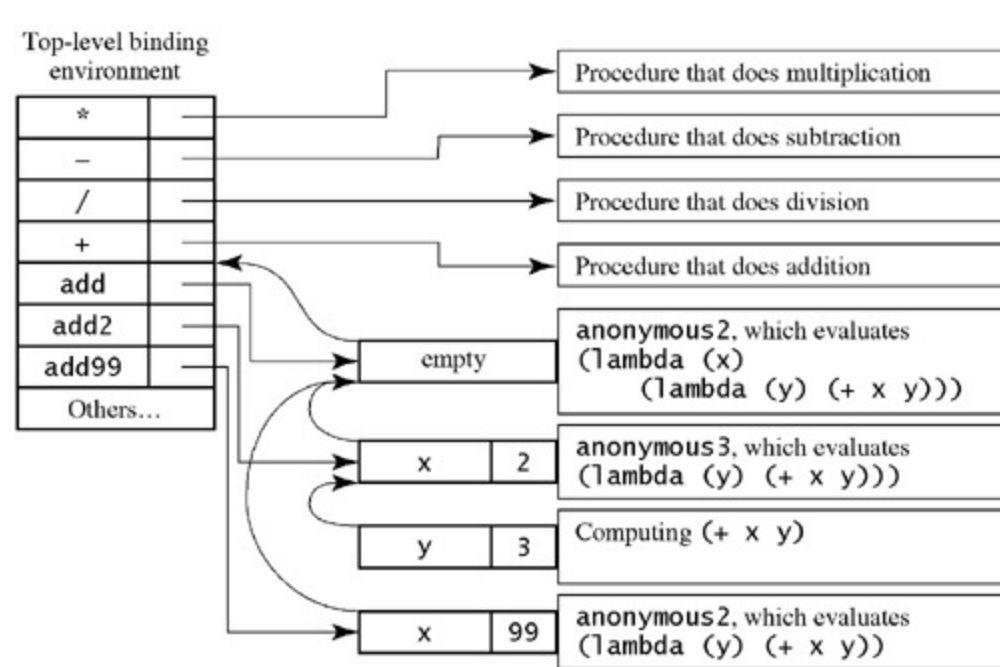 Top-level binding
environment
*
–
/
+
add
add2
add99
Others…
Procedure that does multiplication
Procedure that does subtraction
Procedure that does division
Procedure that does addition
empty
anonymous2, which evaluates
(lambda (x)
(lambda (y) (+ x y)))
x 2
anonymous3, which evaluates
(lambda (y) (+ x y)))
y 3
Computing (+ x y)
x 99
anonymous2, which evaluates
(lambda (y) (+ x y))